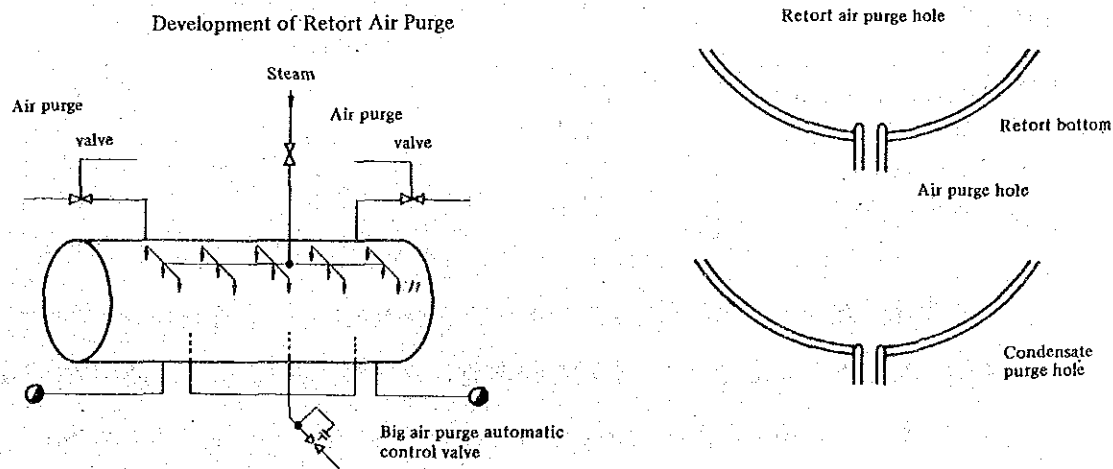 Development of Retort Air Purge
Steam
Air purge
valve
Air purge
valve
Big air purge automatic
control valve
Retort air purge hole
Retort bottom
Air purge hole
Condensate
purge hole